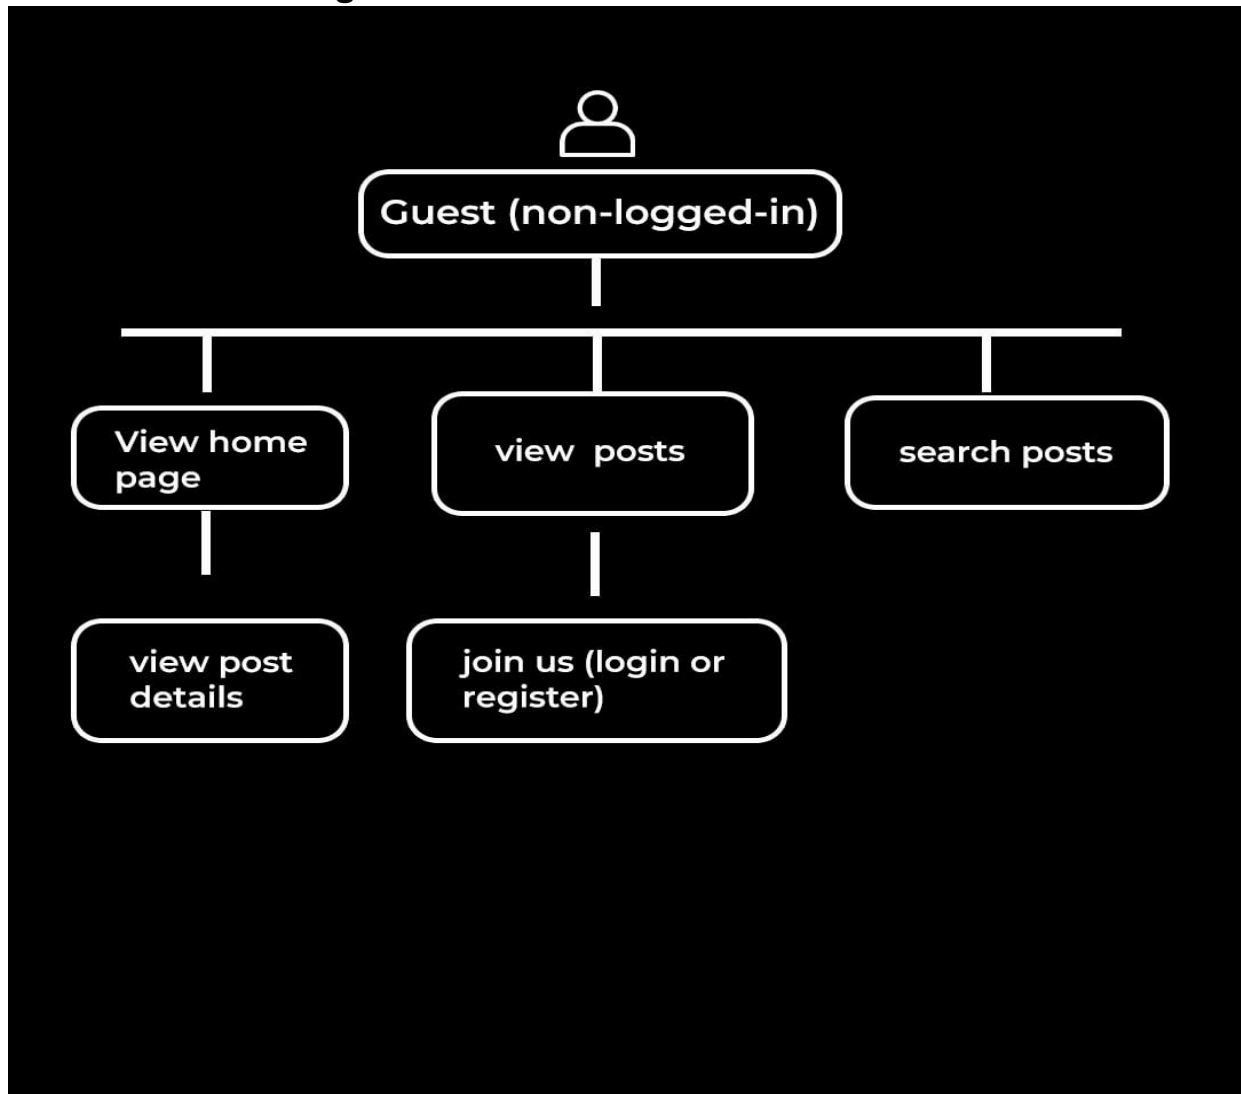 Guest (non-logged-in)
View home
page
view posts
search posts
view post
details
join us (login or
register)